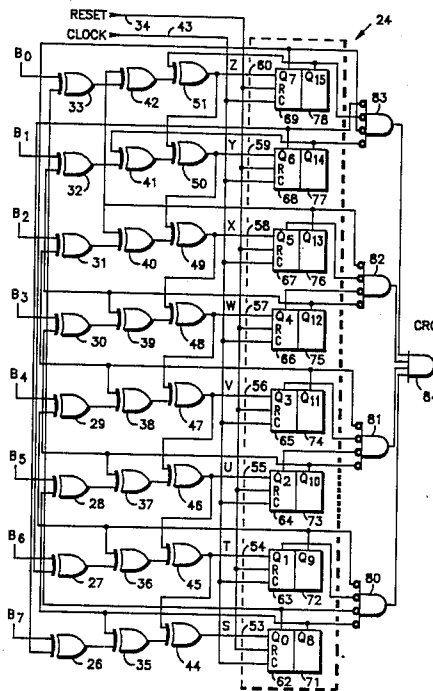 RESET 34 43
CLOCK 24
B0 33 42 51 Z 60 Q7 Q15 R C 69 78 83
B1 32 41 50 Y 59 Q6 Q14 R C 68 77
B2 31 40 49 X 58 Q5 Q13 R C 67 76 82
B3 30 39 48 W 57 Q4 Q12 R C 66 75 CRC 84
B4 29 38 47 V 56 Q3 Q11 R C 65 74 81
B5 28 37 46 U 55 Q2 Q10 R C 64 73
B6 27 36 45 T 54 Q1 Q9 R C 63 72 80
B7 26 35 44 S 53 Q0 Q8 R C 62 71